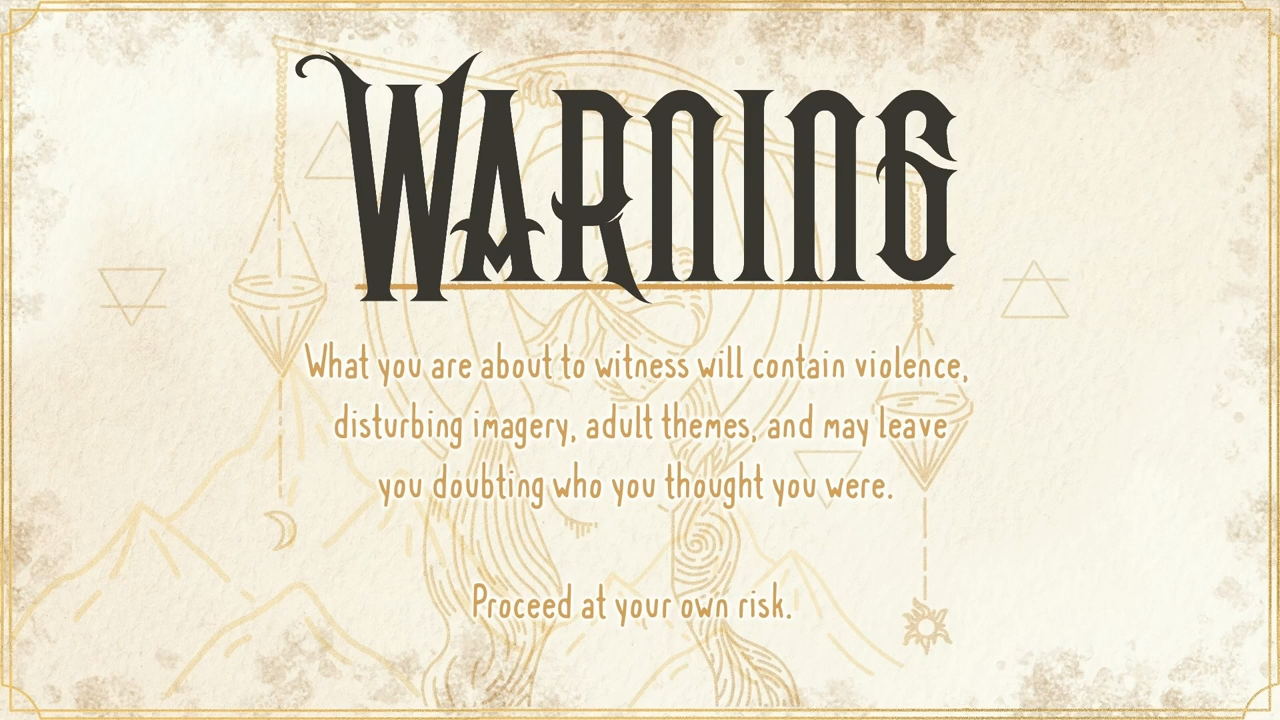 WARNING
What you are about to witness will contain violence,
disturbing imagery, adult themes, and may leave
you doubting who you thought you were.
Proceed at your own risk.